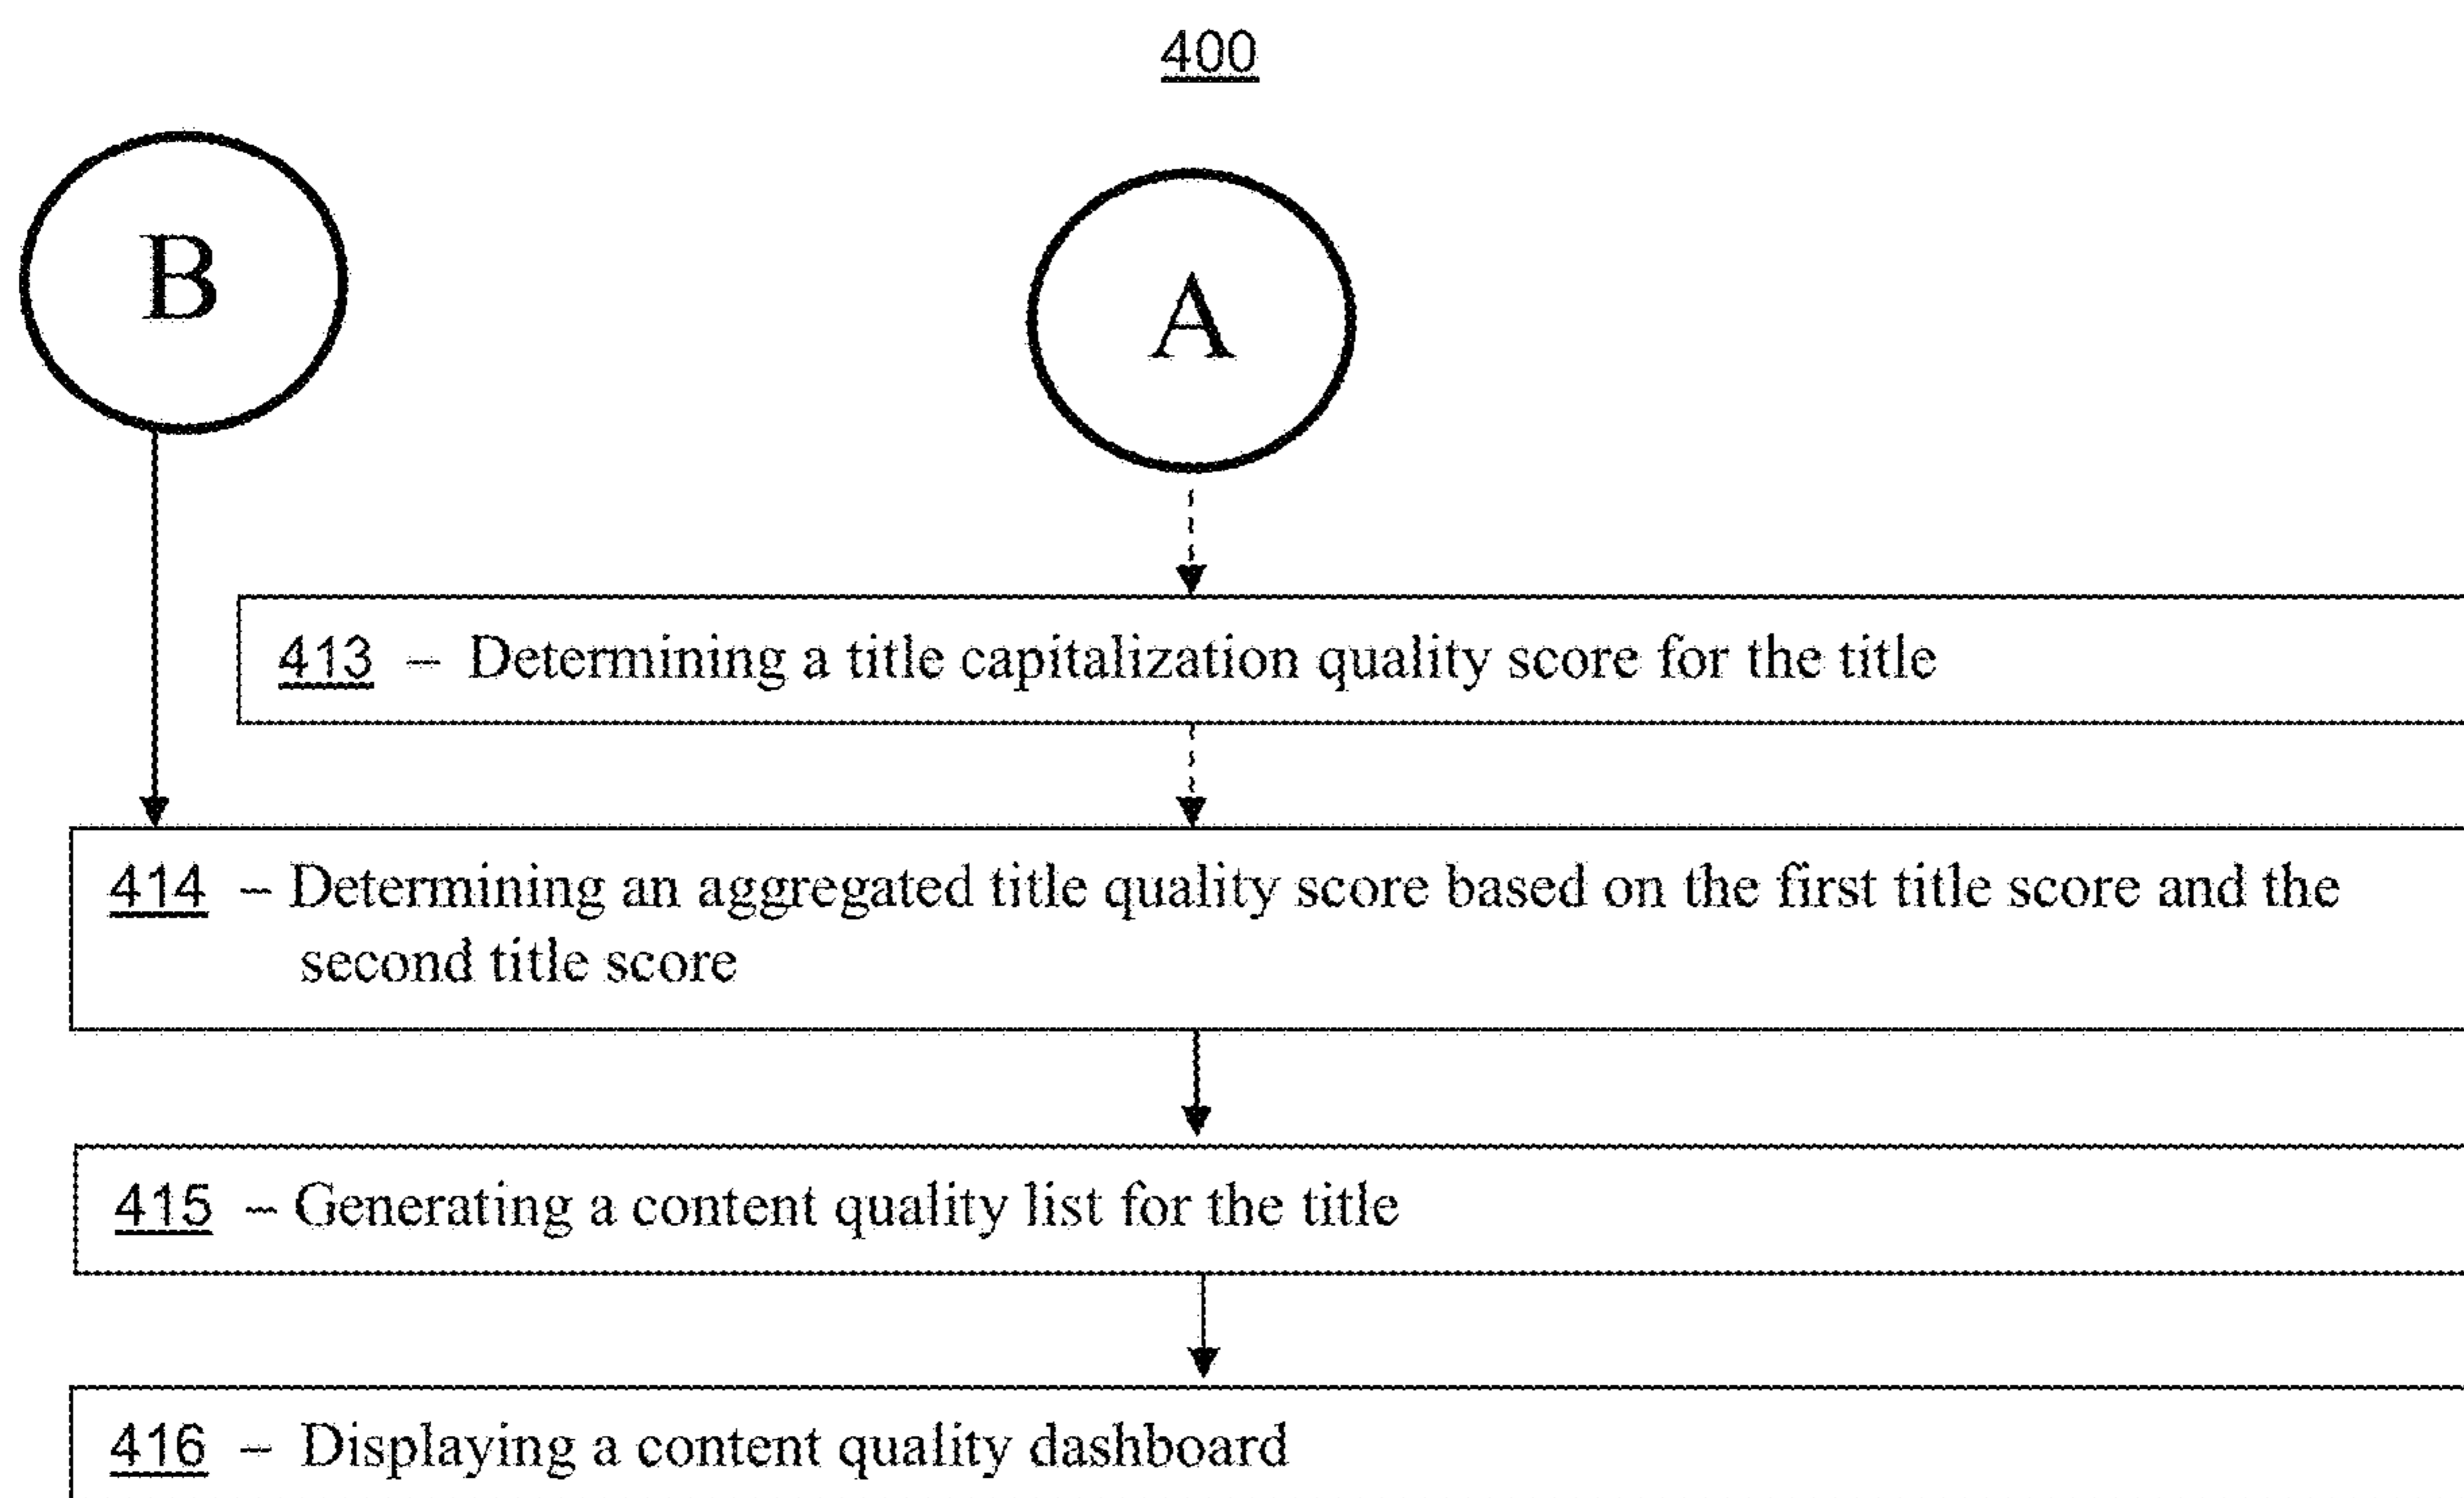 400
B
A
413 – Determining a title capitalization quality score for the title
414 – Determining an aggregated title quality score based on the first title score and the
second title score
415 – Generating a content quality list for the title
416 – Displaying a content quality dashboard